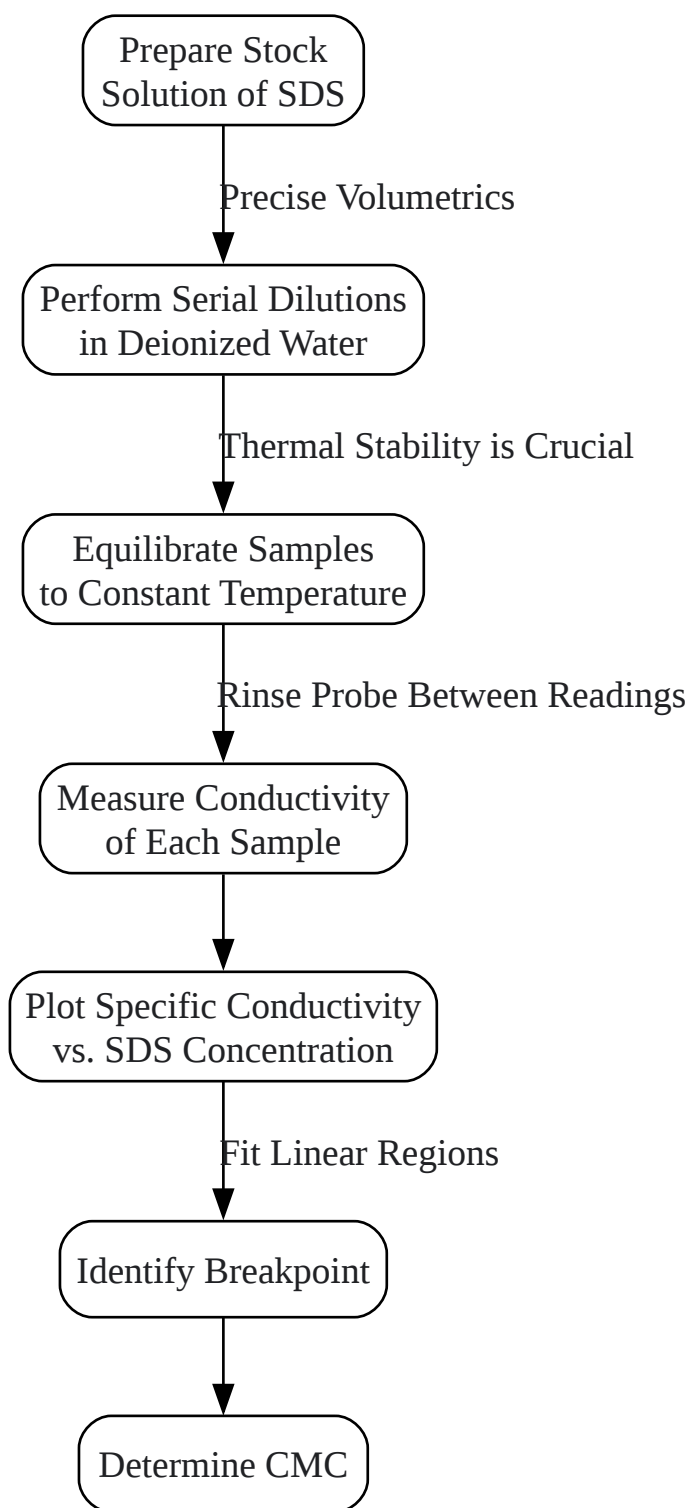 Prepare Stock
Solution of SDS
Precise Volumetrics
Perform Serial Dilutions
in Deionized Water
Thermal Stability is Crucial
Equilibrate Samples
to Constant Temperature
Rinse Probe Between Readings
Measure Conductivity
of Each Sample
Plot Specific Conductivity
vs. SDS Concentration
Fit Linear Regions
Identify Breakpoint
Determine CMC